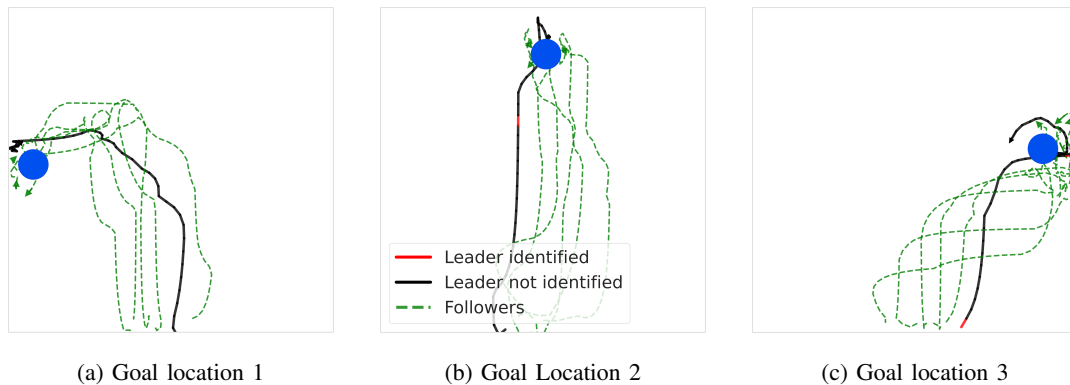 Leader identified
Leader not identified
Followers
(a) Goal location 1
(b) Goal Location 2
(c) Goal location 3